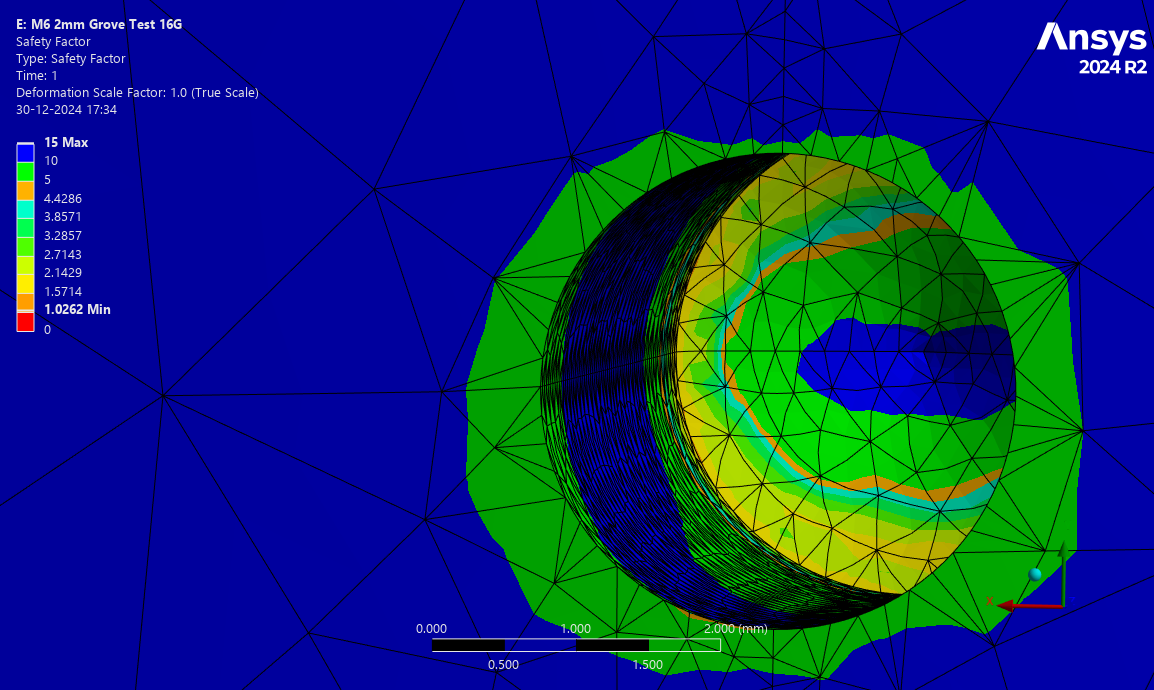 E: M6 2mm Grove Test 16G
Safety Factor
Type: Safety Factor
Time: 1
Deformation Scale Factor: 1.0 (True Scale)
30-12-2024 17:34
Ansys
2024 R2
15 Max
10
5
4.4286
3.8571
3.2857
2.7143
2.1429
1.5714
1.0262 Min
0
X
0.000 1.000 2.000 (mm)
0.500 1.500